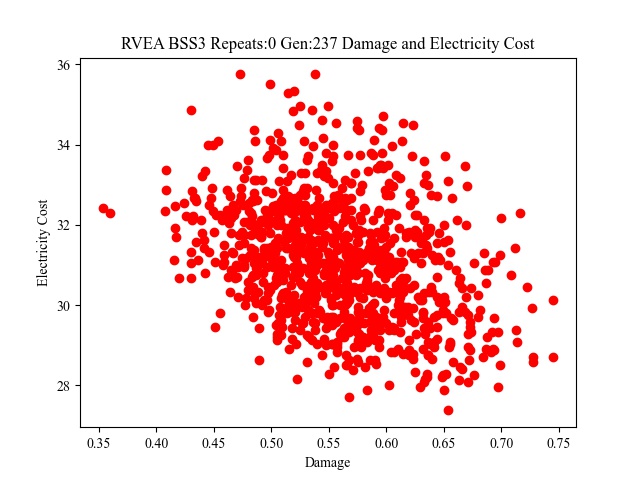 RVEA BSS3 Repeats:0 Gen:237 Damage and Electricity Cost
36
34
32
30
28
Electricity Cost
0.35 0.40 0.45 0.50 0.55 0.60 0.65 0.70 0.75
Damage